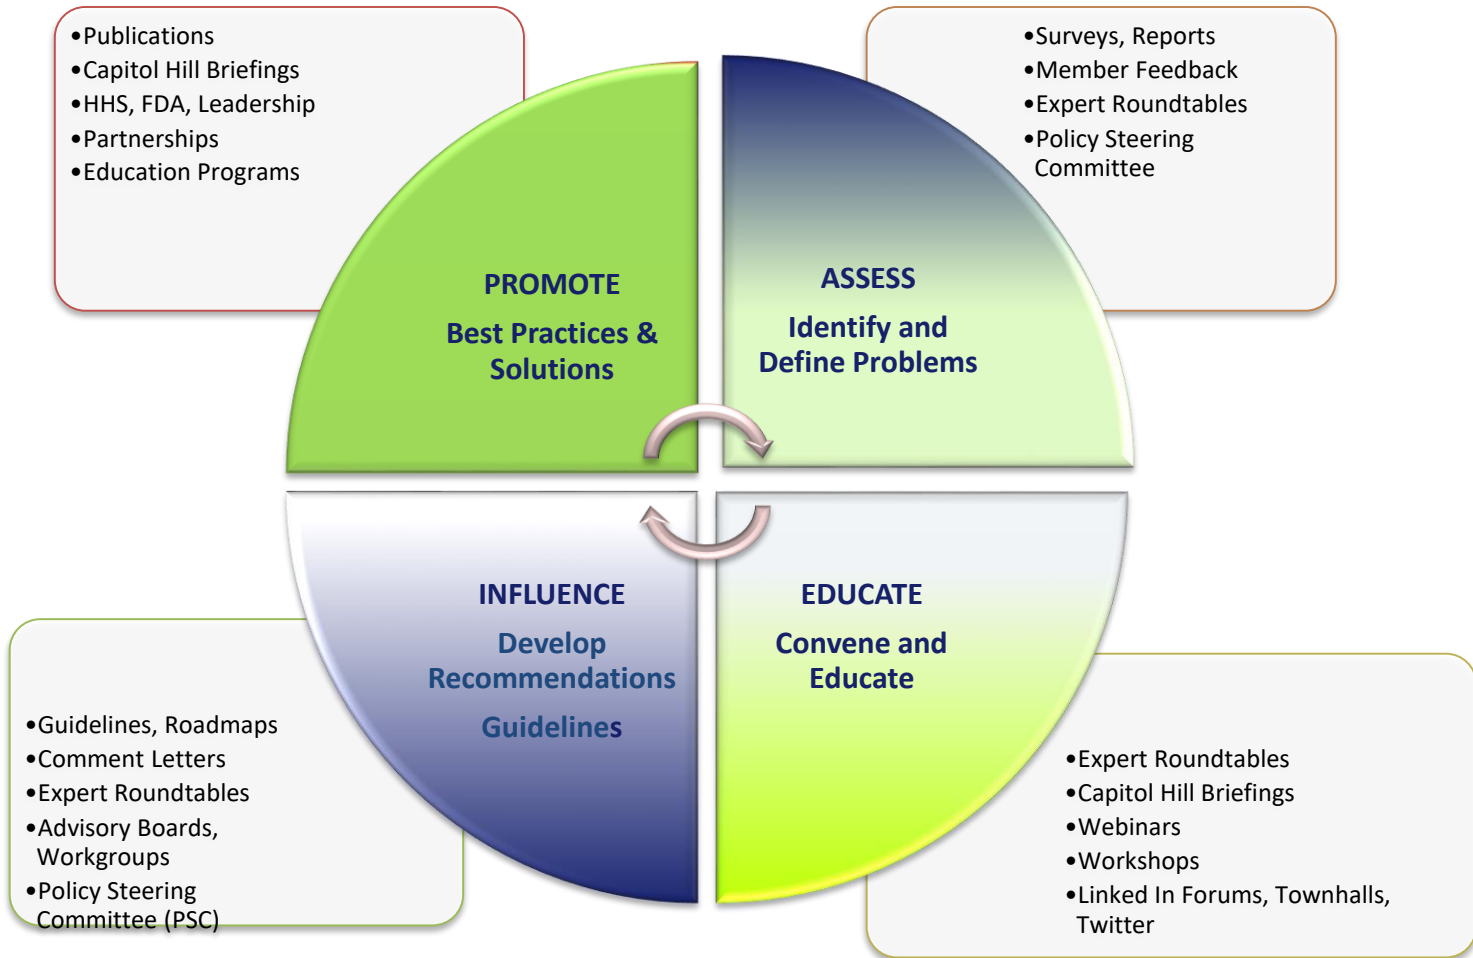 •Publications
•Capitol Hill Briefings
•HHS, FDA, Leadership
•Partnerships
•Education Programs
•Surveys, Reports
•Member Feedback
•Expert Roundtables
•Policy Steering
Committee
PROMOTE
Best Practices &
Solutions
ASSESS
Identify and
Define Problems
INFLUENCE
Develop
Recommendations
Guidelines
EDUCATE
Convene and
Educate
•Guidelines, Roadmaps
•Comment Letters
•Expert Roundtables
•Advisory Boards,
Workgroups
•Policy Steering
Committee (PSC)
•Expert Roundtables
•Capitol Hill Briefings
•Webinars
•Workshops
•Linked In Forums, Townhalls,
Twitter